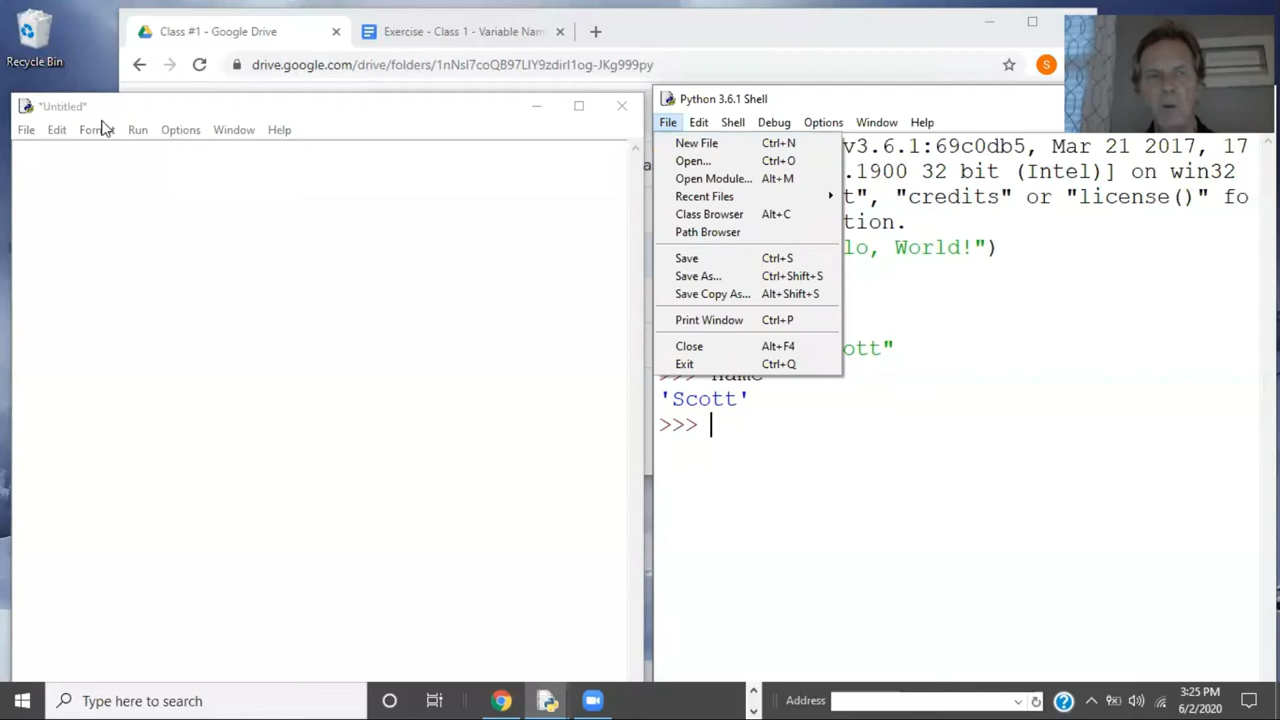 Recycle Bin
Class #1 - Google Drive
Exercise - Class 1 - Variable Nam
drive.google.com/drive/folders/1nNsI7coQB97LIY9zdirI1og-JKg999py
S
*Untitled*
File Edit Format Run Options Window Help
Python 3.6.1 Shell
File Edit Shell Debug Options Window Help
New File Ctrl+N
Open... Ctrl+O
Open Module... Alt+M
Recent Files
Class Browser Alt+C
Path Browser
Save Ctrl+S
Save As... Ctrl+Shift+S
Save Copy As... Alt+Shift+S
Print Window Ctrl+P
Close Alt+F4
Exit Ctrl+Q
v3.6.1:69c0db5, Mar 21 2017, 17
.1900 32 bit (Intel)] on win32
t", "credits" or "license()" fo
tion.
lo, World!")
ott"
>>> name
'Scott'
>>>
Type here to search
Address
3:25 PM
6/2/2020